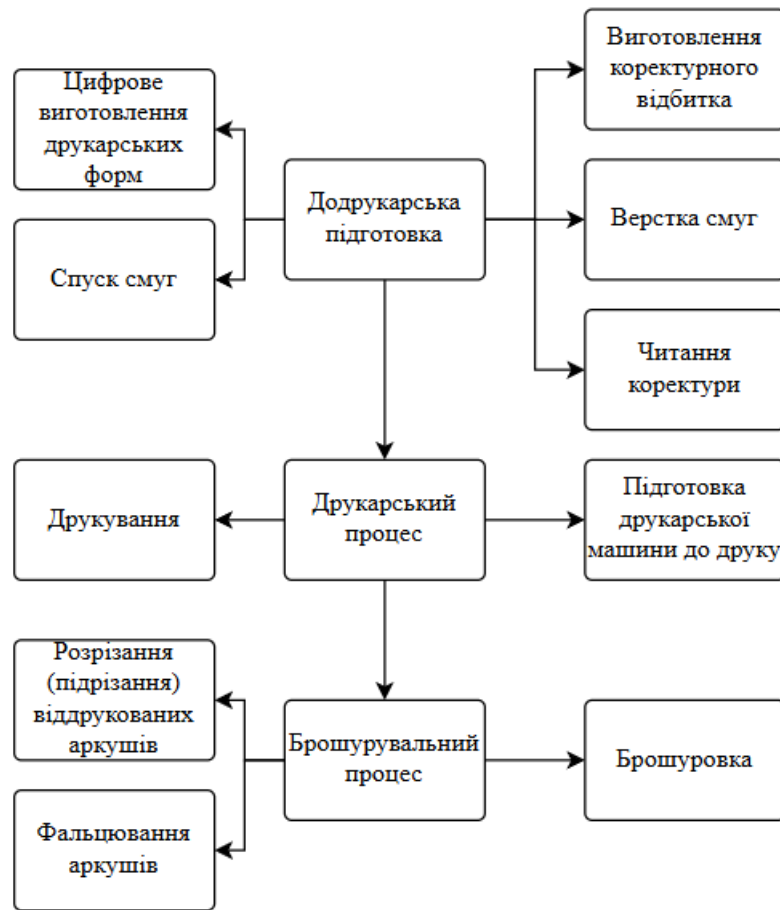 Виготовлення
коректурного
відбитка
Цифрове
виготовлення
друкарських
форм
Додрукарська
підготовка
Верстка смуг
Спуск смуг
Читання
коректури
Друкування
Друкарський
процес
Підготовка
друкарської
машини до друку
Розрізання
(підрізання)
віддрукованих
аркушів
Брошурувальний
процес
Брошуровка
Фальцювання
аркушів